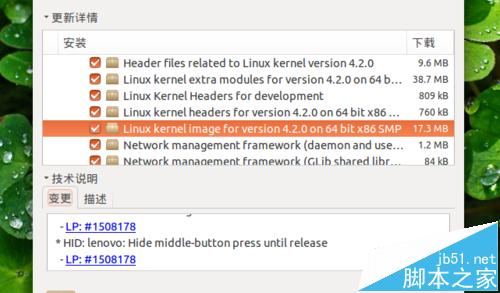 更新详情
安装 下载
Header files related to Linux kernel version 4.2.0 9.6 MB
Linux kernel extra modules for version 4.2.0 on 64 b... 38.7 MB
Linux Kernel Headers for development 809 kB
Linux kernel headers for version 4.2.0 on 64 bit x86 ... 760 kB
Linux kernel image for version 4.2.0 on 64 bit x86 SMP 17.3 MB
Network management framework (daemon and use... 1.2 MB
Network management framework (GLib shared libr... 84 kB
技术说明
变更 描述
- LP: #1508178
* HID: lenovo: Hide middle-button press until release
- LP: #1508178
jb51.net
脚本之家